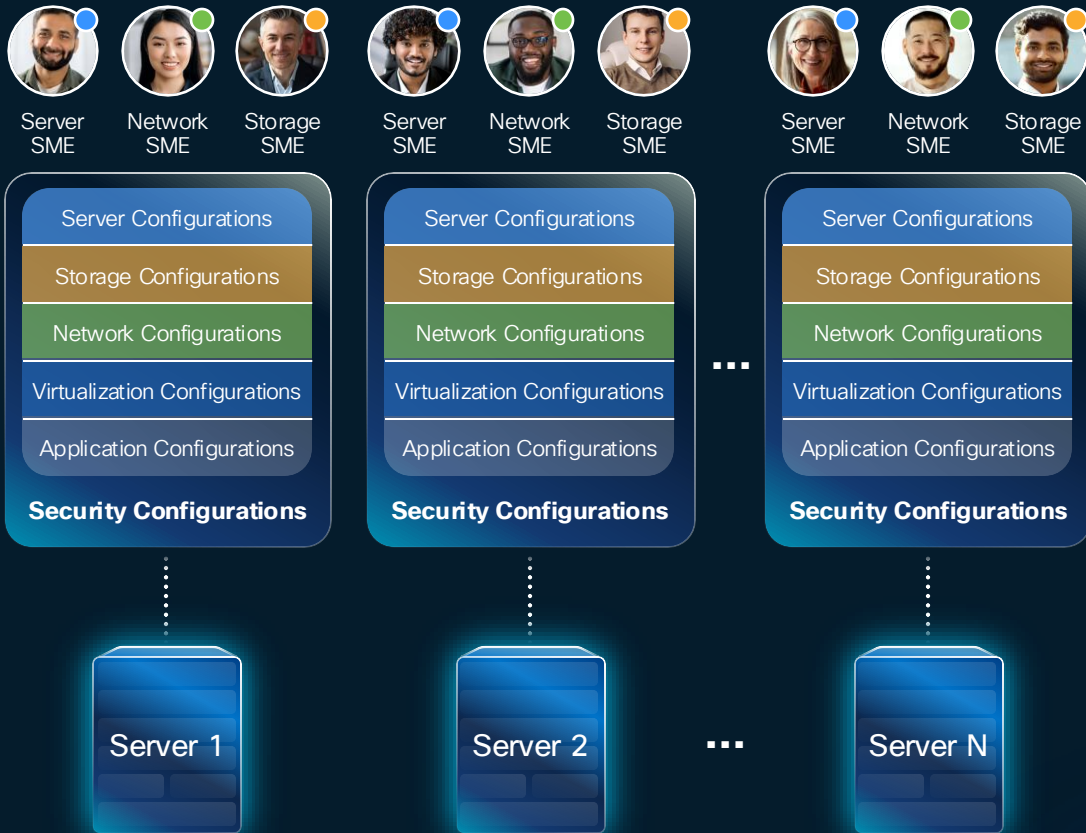 Server
SME
Network
SME
Storage
SME
Server
SME
Network
SME
Storage
SME
Server
SME
Network
SME
Storage
SME
Server Configurations
Storage Configurations
Network Configurations
Virtualization Configurations
Application Configurations
Security Configurations
Server Configurations
Storage Configurations
Network Configurations
Virtualization Configurations
Application Configurations
Security Configurations
...
Server Configurations
Storage Configurations
Network Configurations
Virtualization Configurations
Application Configurations
Security Configurations
Server 1
Server 2
...
Server N